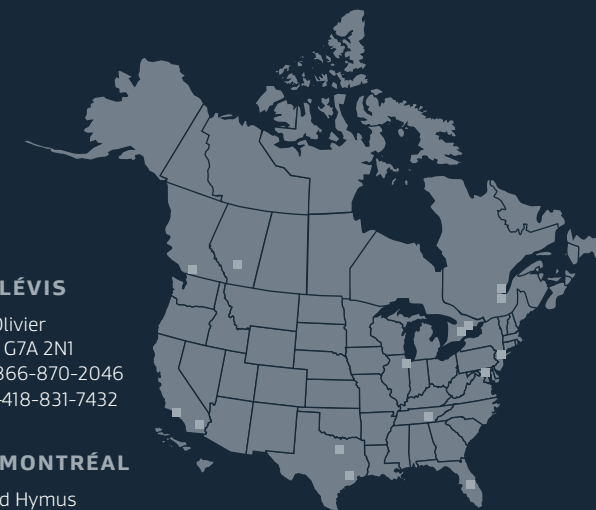 LÉVIS
Olivier
G7A 2N1
866-870-2046
-418-831-7432
MONTRÉAL
d Hymus